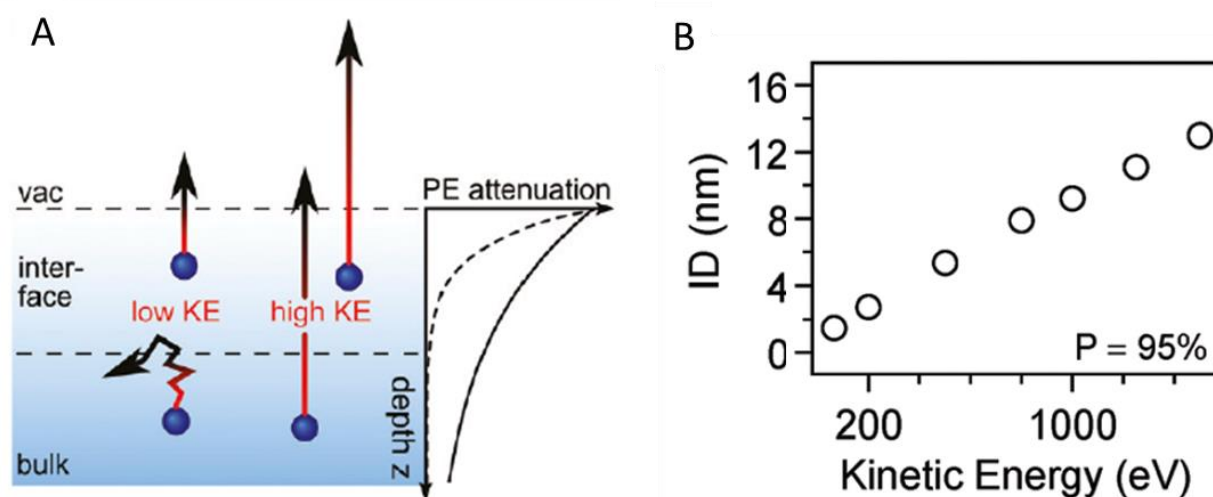 A
vac
inter-
face
bulk
low KE
high KE
PE attenuation
depth z
B
ID (nm)
16
12
8
4
0
P = 95%
200
1000
Kinetic Energy (eV)